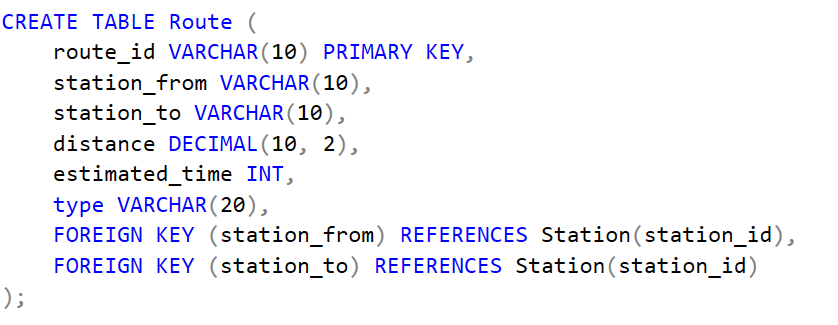 CREATE TABLE Route (
    route_id VARCHAR(10) PRIMARY KEY,
    station_from VARCHAR(10),
    station_to VARCHAR(10),
    distance DECIMAL(10, 2),
    estimated_time INT,
    type VARCHAR(20),
    FOREIGN KEY (station_from) REFERENCES Station(station_id),
    FOREIGN KEY (station_to) REFERENCES Station(station_id)
);